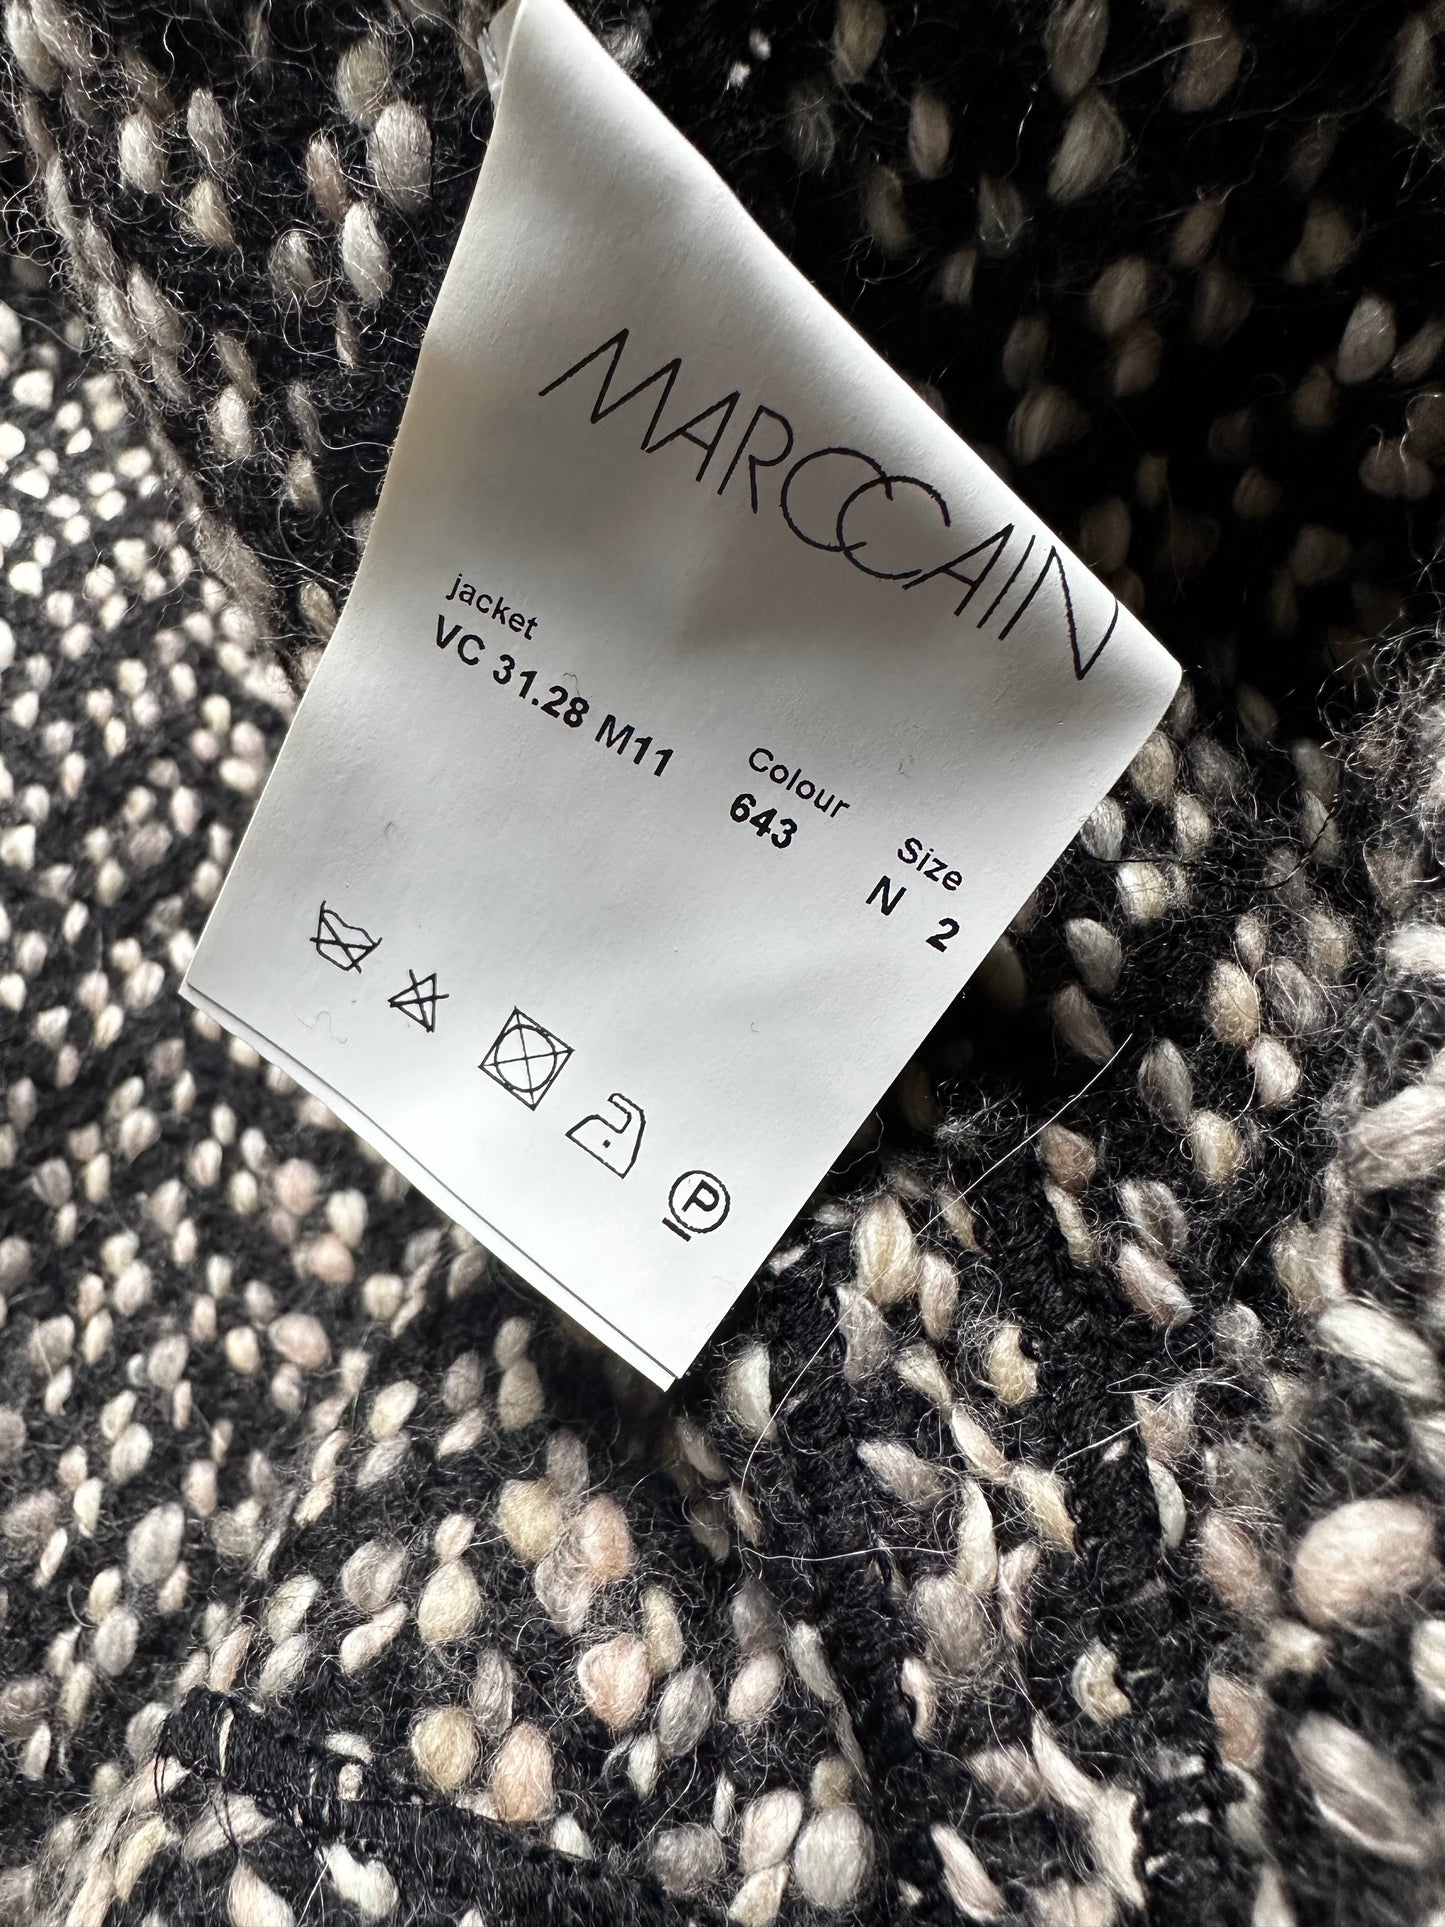 MARCCAIN
jacket
VC 31.28 M11
Colour
643
Size
N 2
P